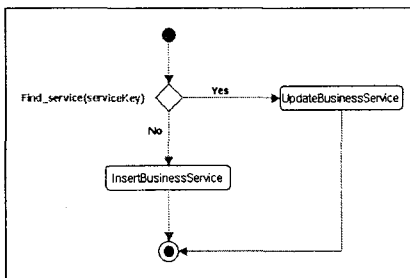 Yes
Find_service(serviceKey)
UpdateBusinessService
No
InsertBusinessService